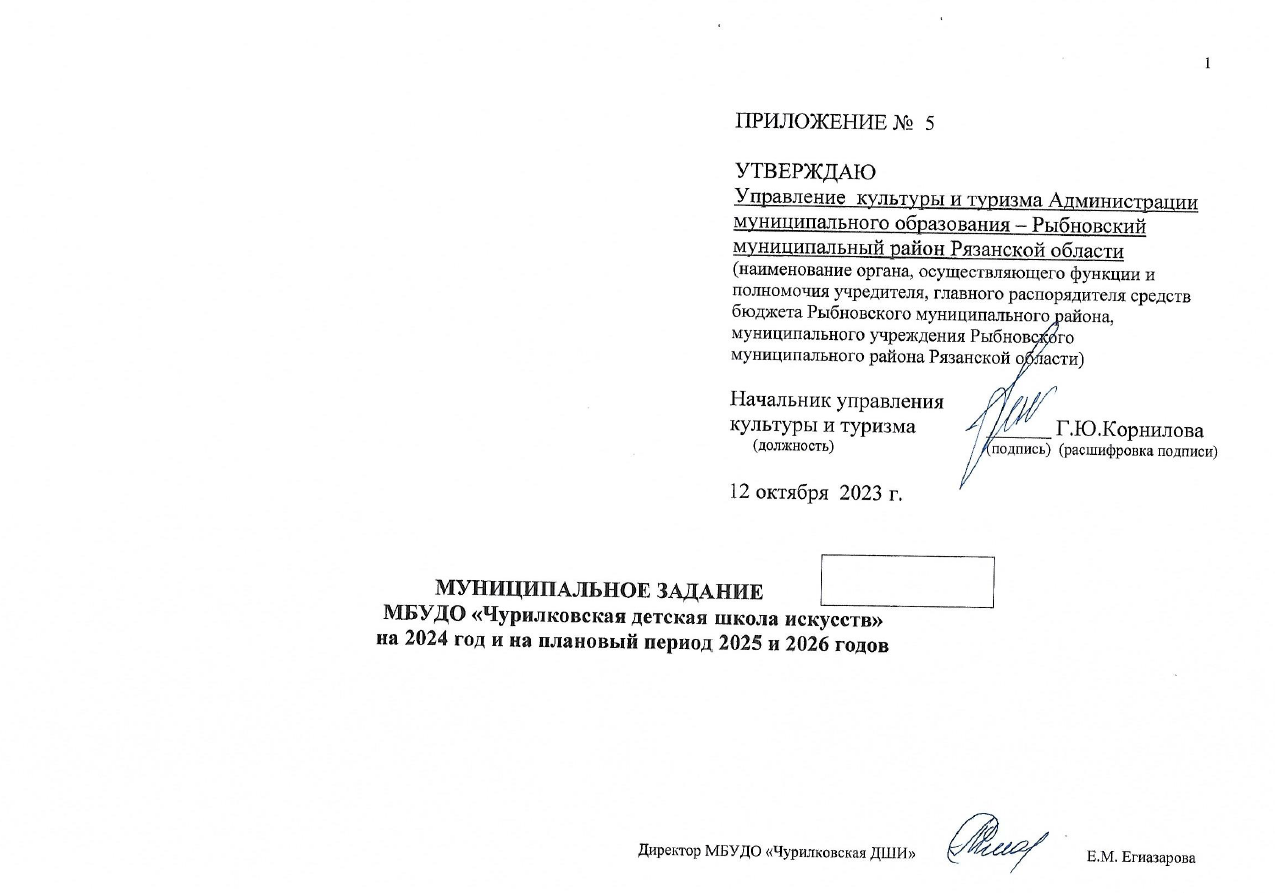 1
ПРИЛОЖЕНИЕ № 5
УТВЕРЖДАЮ
Управление культуры и туризма Администрации
муниципального образования – Рыбновский
муниципальный район Рязанской области
(наименование органа, осуществляющего функции и
полномочия учредителя, главного распорядителя средств
бюджета Рыбновского муниципального района,
муниципального учреждения Рыбновского
муниципального района Рязанской области)
Начальник управления
культуры и туризма ______ Г.Ю.Корнилова
(должность) (подпись) (расшифровка подписи)
12 октября 2023 г.
МУНИЦИПАЛЬНОЕ ЗАДАНИЕ
МБУДО «Чурилковская детская школа искусств»
на 2024 год и на плановый период 2025 и 2026 годов
Директор МБУДО «Чурилковская ДШИ» Е.М. Егиазарова